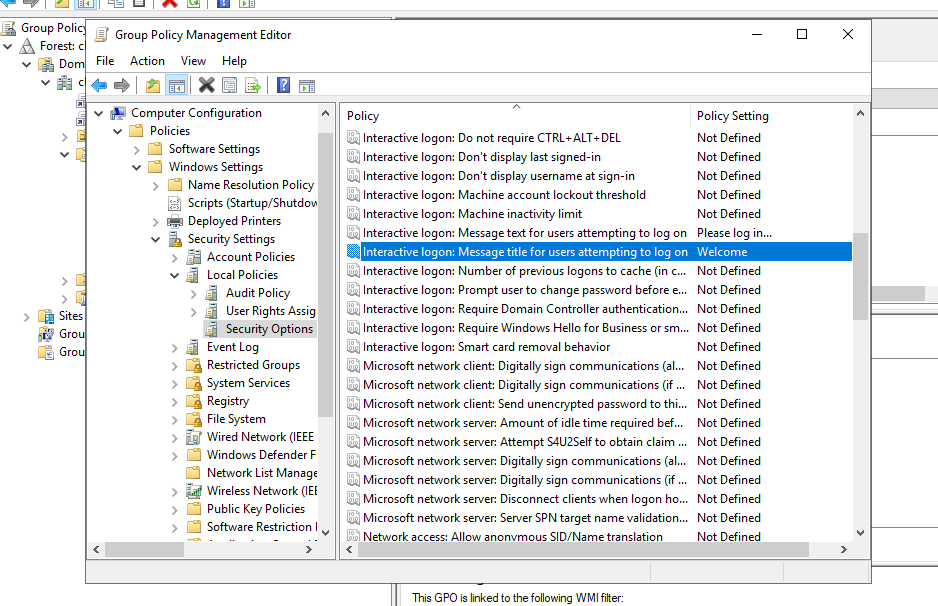 Group Policy Management Editor
File Action View Help
Group Policy
Forest:
Dom
Sites
Grou
Grou
Computer Configuration
Policies
Software Settings
Windows Settings
Name Resolution Policy
Scripts (Startup/Shutdow
Deployed Printers
Security Settings
Account Policies
Local Policies
Audit Policy
User Rights Assig
Security Options
Event Log
Restricted Groups
System Services
Registry
File System
Wired Network (IEEE
Windows Defender F
Network List Manage
Wireless Network (IEE
Public Key Policies
Software Restriction
Policy Policy Setting
Interactive logon: Do not require CTRL+ALT+DEL Not Defined
Interactive logon: Don't display last signed-in Not Defined
Interactive logon: Don't display username at sign-in Not Defined
Interactive logon: Machine account lockout threshold Not Defined
Interactive logon: Machine inactivity limit Not Defined
Interactive logon: Message text for users attempting to log on Please log in...
Interactive logon: Message title for users attempting to log on Welcome
Interactive logon: Number of previous logons to cache (in c... Not Defined
Interactive logon: Prompt user to change password before e... Not Defined
Interactive logon: Require Domain Controller authentication... Not Defined
Interactive logon: Require Windows Hello for Business or sm... Not Defined
Interactive logon: Smart card removal behavior Not Defined
Microsoft network client: Digitally sign communications (al... Not Defined
Microsoft network client: Digitally sign communications (if ... Not Defined
Microsoft network client: Send unencrypted password to thi... Not Defined
Microsoft network server: Amount of idle time required bef... Not Defined
Microsoft network server: Attempt S4U2Self to obtain claim ... Not Defined
Microsoft network server: Digitally sign communications (al... Not Defined
Microsoft network server: Digitally sign communications (if ... Not Defined
Microsoft network server: Disconnect clients when logon ho... Not Defined
Microsoft network server: Server SPN target name validation... Not Defined
Network access: Allow anonymous SID/Name translation Not Defined
This GPO is linked to the following WMI filter: